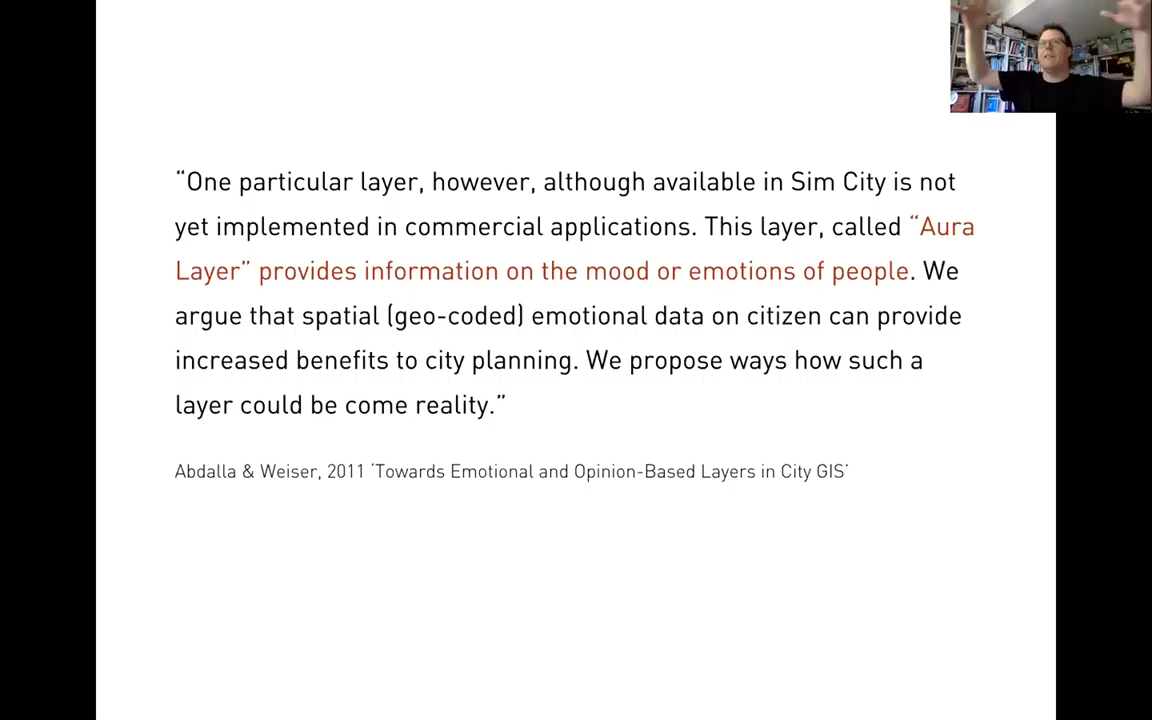 “One particular layer, however, although available in Sim City is not
yet implemented in commercial applications. This layer, called “Aura
Layer” provides information on the mood or emotions of people. We
argue that spatial (geo-coded) emotional data on citizen can provide
increased benefits to city planning. We propose ways how such a
layer could be come reality.”
Abdalla & Weiser, 2011 ‘Towards Emotional and Opinion-Based Layers in City GIS’